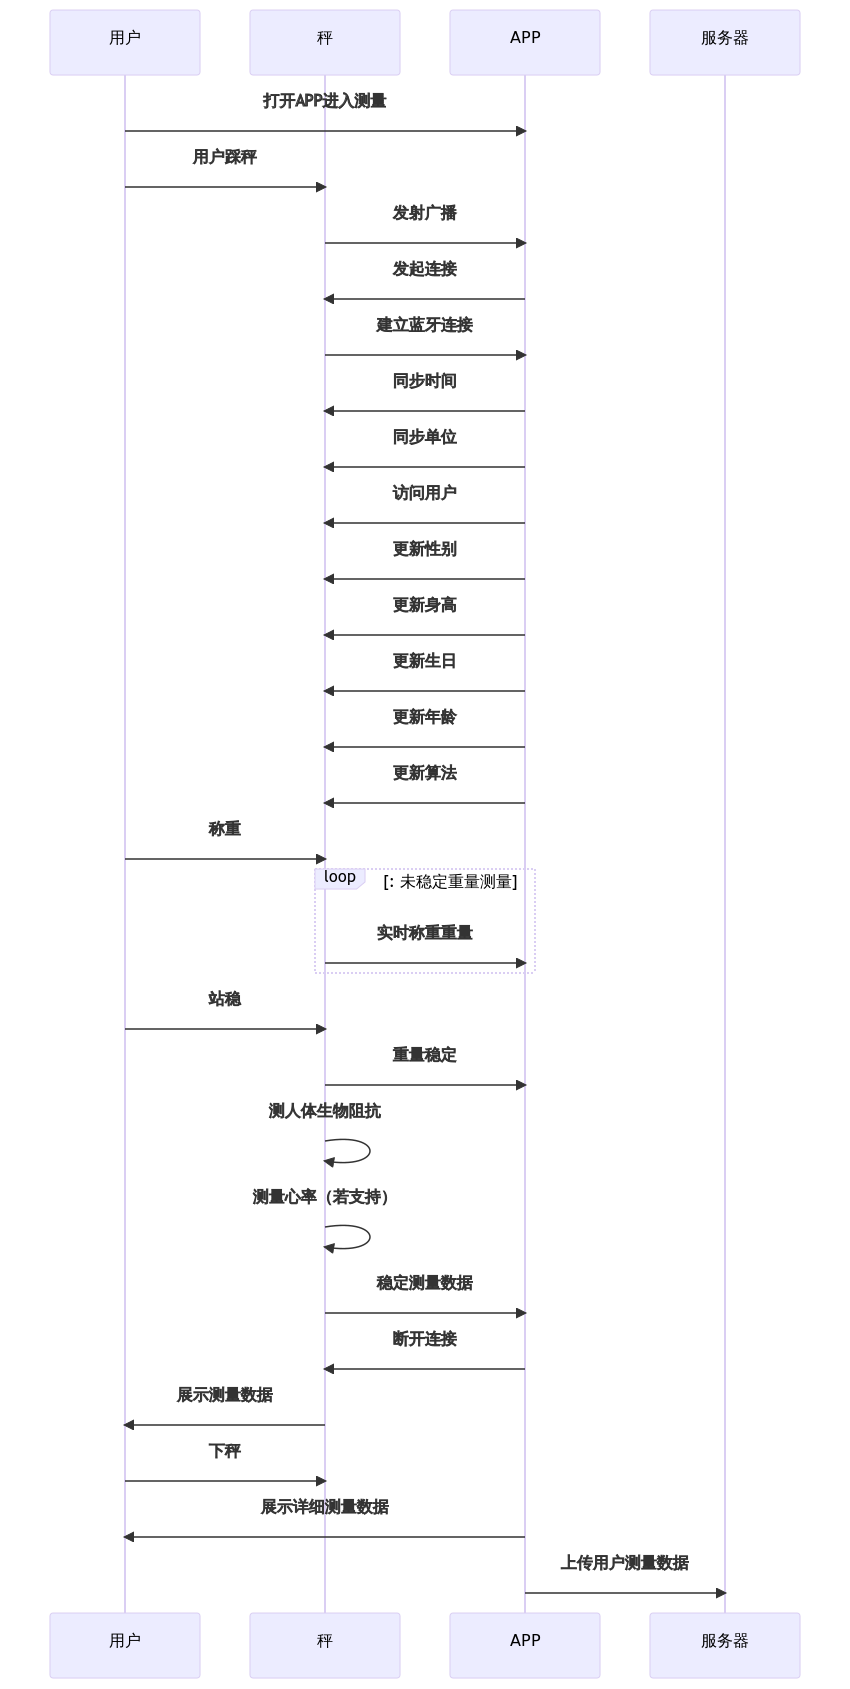 用户
秤
APP
服务器
打开APP进入测量
用户踩秤
发射广播
发起连接
建立蓝牙连接
同步时间
同步单位
访问用户
更新性别
更新身高
更新生日
更新年龄
更新算法
称重
loop
[: 未稳定重量测量]
实时称重重量
站稳
重量稳定
测人体生物阻抗
测量心率（若支持）
稳定测量数据
断开连接
展示测量数据
下秤
展示详细测量数据
上传用户测量数据
用户
秤
APP
服务器